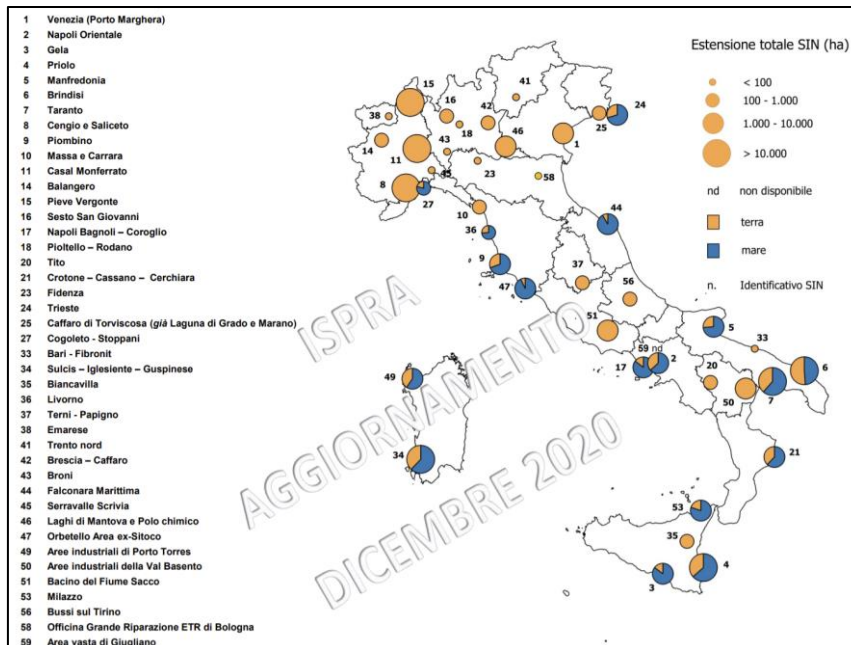 1 Venezia (Porto Marghera)
2 Napoli Orientale
3 Gela
4 Priolo
5 Manfredonia
6 Brindisi
7 Taranto
8 Cengio e Saliceto
9 Piombino
10 Massa e Carrara
11 Casal Monferrato
14 Balangero
15 Pieve Vergonte
16 Sesto San Giovanni
17 Napoli Bagnoli – Coroglio
18 Pioltello – Rodano
20 Tito
21 Crotone – Cassano – Cerchiara
23 Fidenza
24 Trieste
25 Caffaro di Torviscosa (già Laguna di Grado e Marano)
27 Cogoleto - Stoppani
33 Bari - Fibronit
34 Sulcis – Iglesiente – Guspinese
35 Biancavilla
36 Livorno
37 Terni - Papigno
38 Emarese
41 Trento nord
42 Brescia – Caffaro
43 Broni
44 Falconara Marittima
45 Serravalle Scrivia
46 Laghi di Mantova e Polo chimico
47 Orbetello Area ex-Sitoco
49 Aree industriali di Porto Torres
50 Aree industriali della Val Basento
51 Bacino del Fiume Sacco
53 Milazzo
56 Bussi sul Tirino
58 Officina Grande Riparazione ETR di Bologna
59 Area vasta di Giugliano
Estensione totale SIN (ha)
< 100
100 - 1.000
1.000 - 10.000
> 10.000
nd non disponibile
terra
mare
n. Identificativo SIN
15
41
16
42
24
38
18
25
14
43
46
1
11
45
23
58
8
27
10
44
36
9
37
47
56
51
5
33
59 nd
2
17
20
6
50
7
49
34
21
53
35
4
3
ISPRA
AGGIORNAMENTO
DICEMBRE 2020